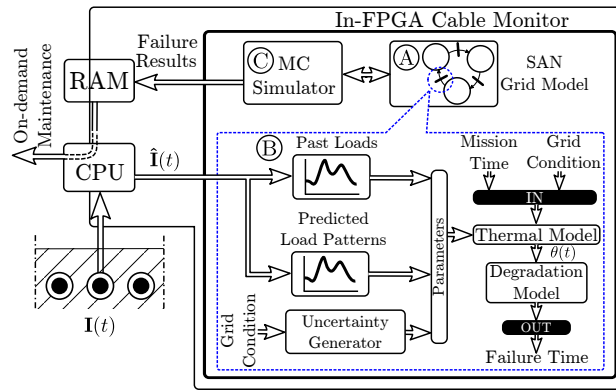 In-FPGA Cable Monitor
Failure
Results
RAM
C
MC
Simulator
A
SAN
Grid Model
On-demand
Maintenance
CPU
Î(t)
B
Past Loads
Predicted
Load Patterns
Grid
Condition
Uncertainty
Generator
Parameters
Mission
Time
Grid
Condition
IN
Thermal Model
θ(t)
Degradation
Model
OUT
Failure Time
I(t)